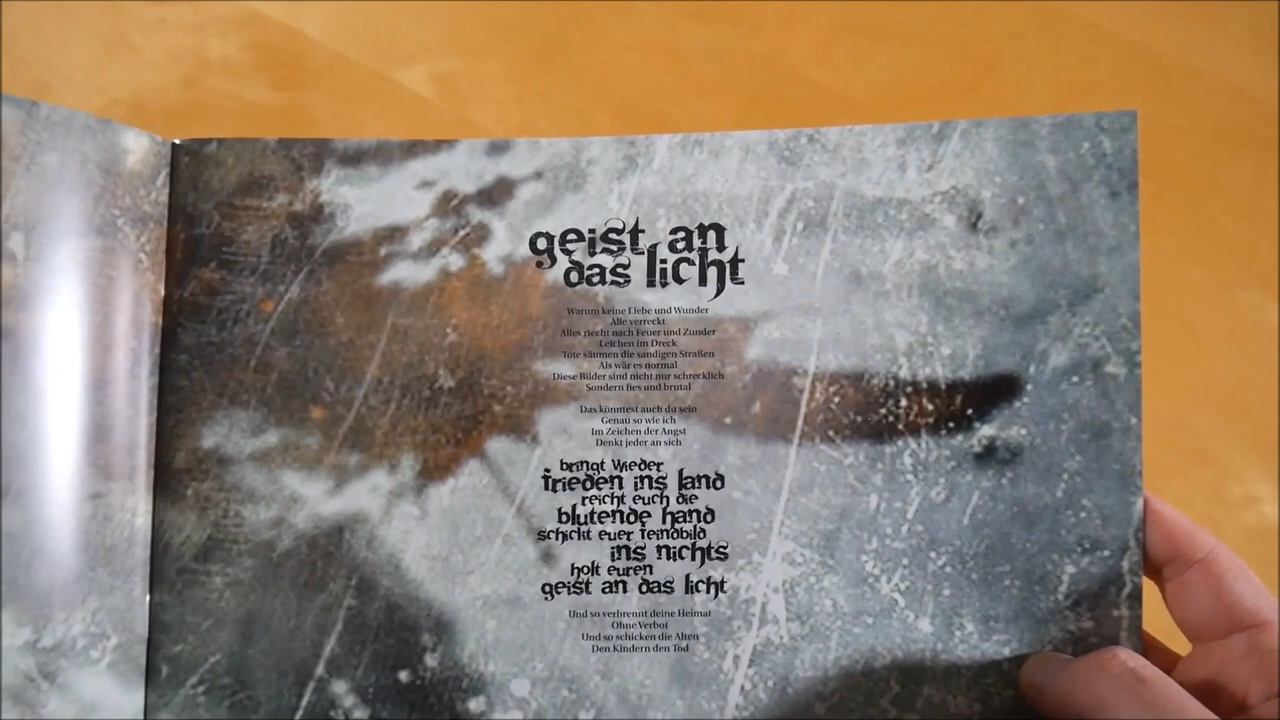 geist an
das licht
Warum keine Liebe und Wunder
Alle verreckt
Alles riecht nach Feuer und Zunder
Leichen im Dreck
Tote säumen die sandigen Straßen
Als wär es normal
Diese Bilder sind nicht nur schrecklich
Sondern fies und brutal
Das könntest auch du sein
Genau so wie ich
Im Zeichen der Angst
Denkt jeder an sich
bringt wieder
frieden ins land
reicht euch die
blutende hand
schickt euer feindbild
ins nichts
holt euren
geist an das licht
Und so verbrennt deine Heimat
Ohne Verbot
Und so schicken die Alten
Den Kindern den Tod